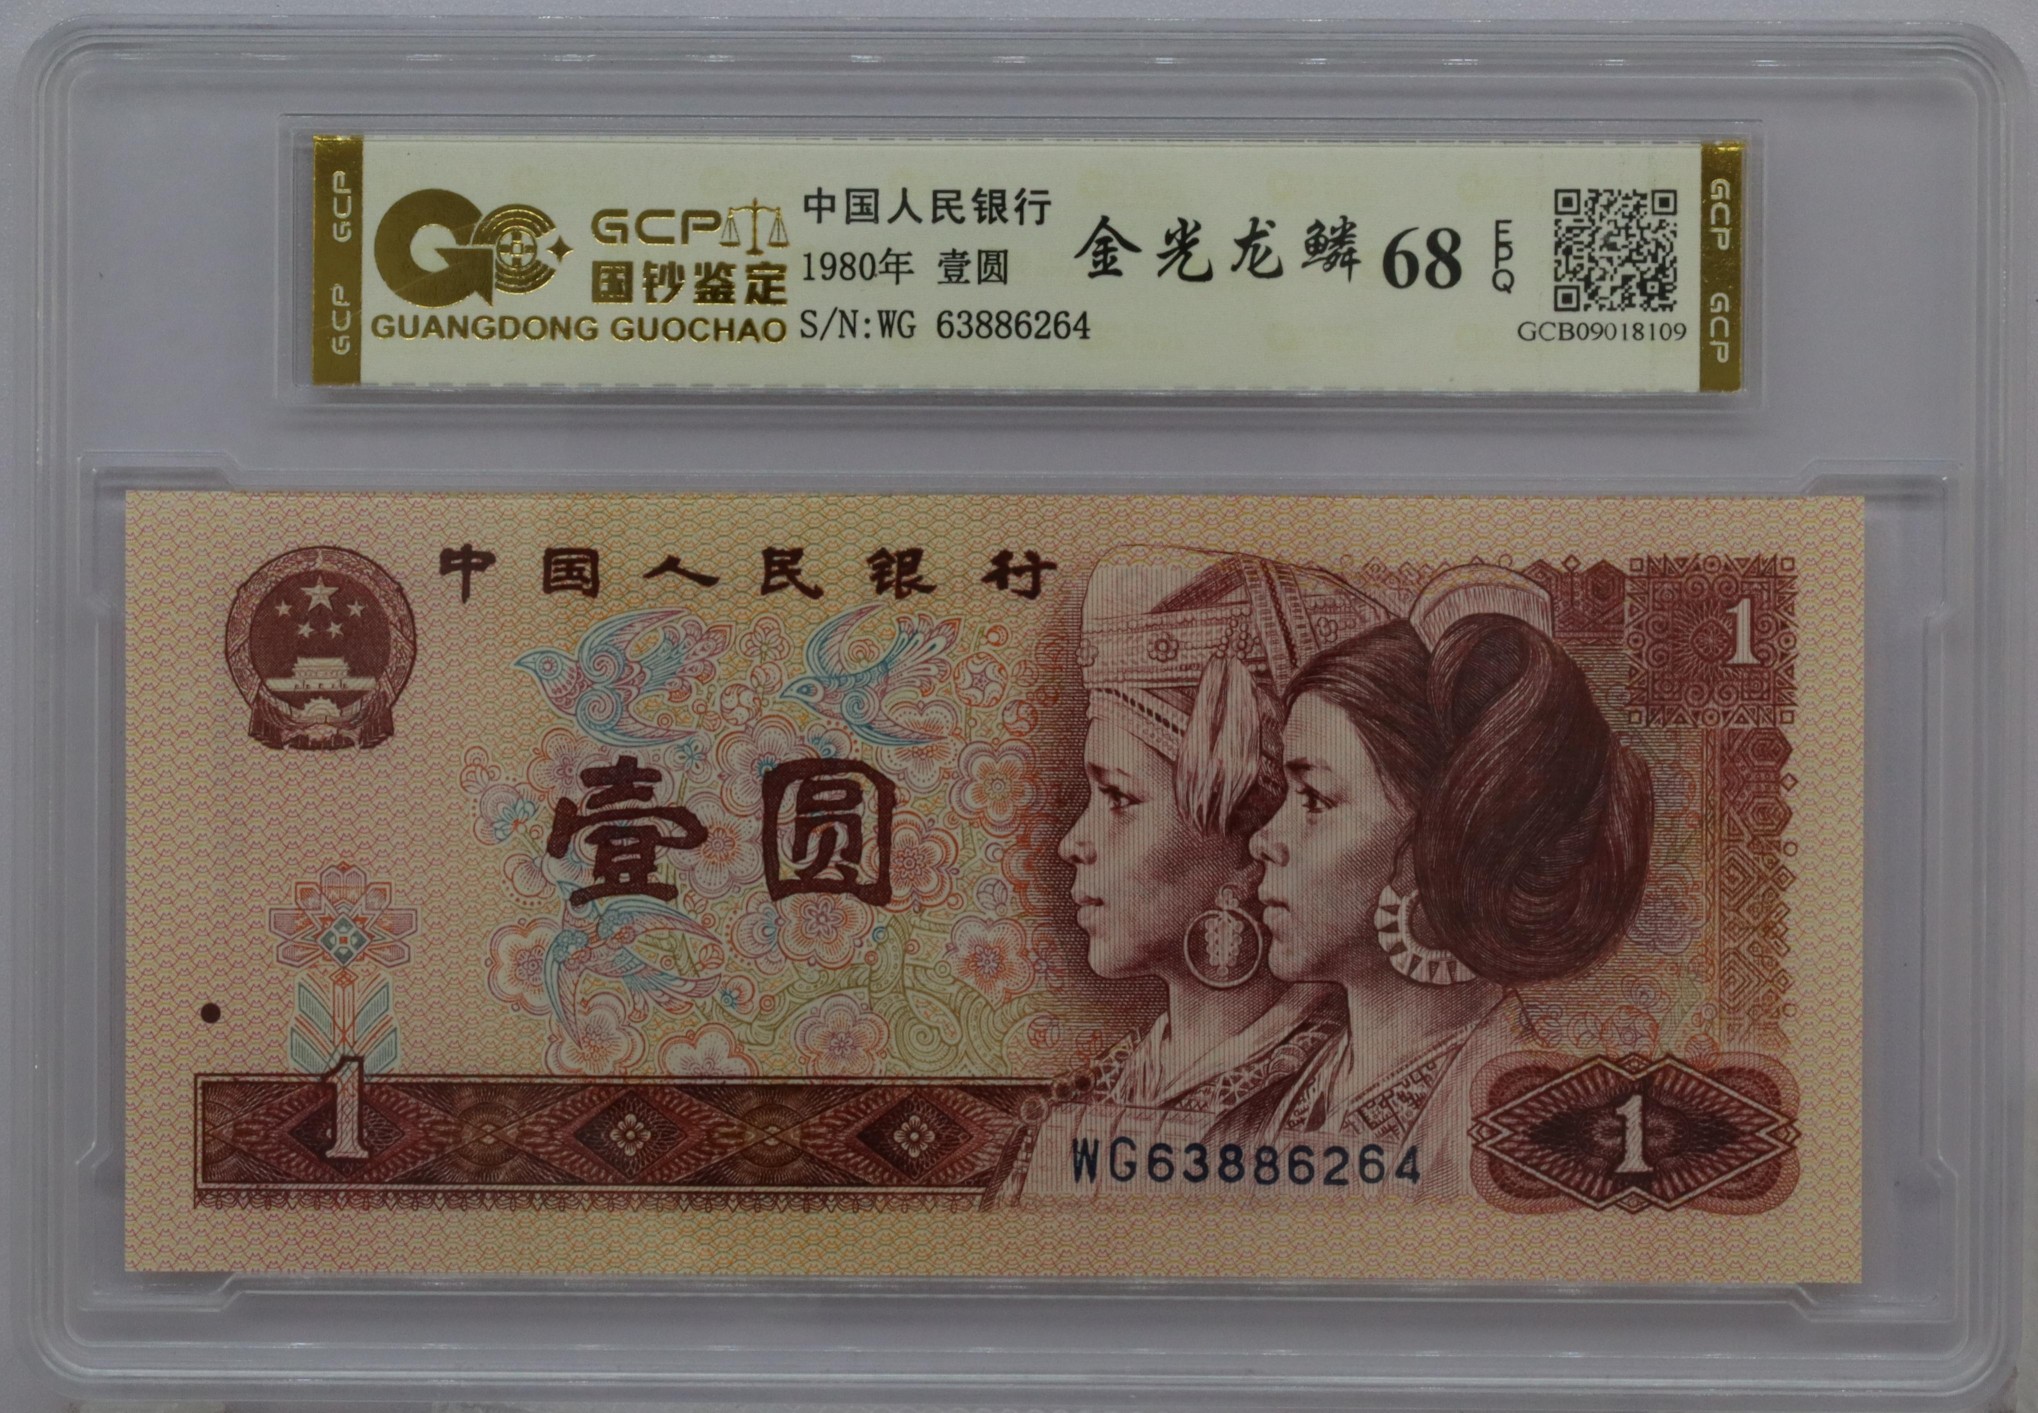 GCP GCP
GCP
国钞鉴定
GUANGDONG GUOCHAO
中国人民银行
1980年 壹圆
S/N:WG 63886264
金光龙鳞 68 EPQ
GCB09018109
GCP GCP
中国人民银行
1
壹圆
1
WG63886264
1